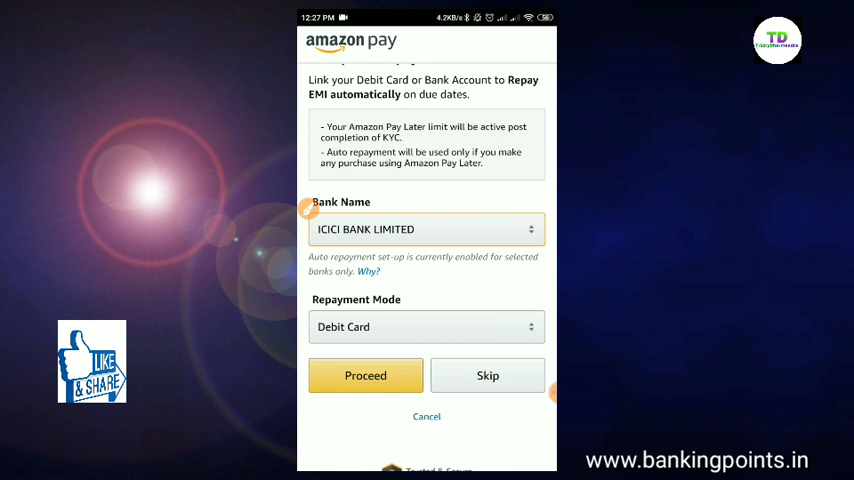 12:27 PM
4.2KB/s
56
amazon pay
TD
Link your Debit Card or Bank Account to Repay
EMI automatically on due dates.
- Your Amazon Pay Later limit will be active post
completion of KYC.
- Auto repayment will be used only if you make
any purchase using Amazon Pay Later.
Bank Name
ICICI BANK LIMITED
Auto repayment set-up is currently enabled for selected
banks only. Why?
Repayment Mode
Debit Card
LIKE
& SHARE
Proceed
Skip
Cancel
Trusted & Secure
www.bankingpoints.in